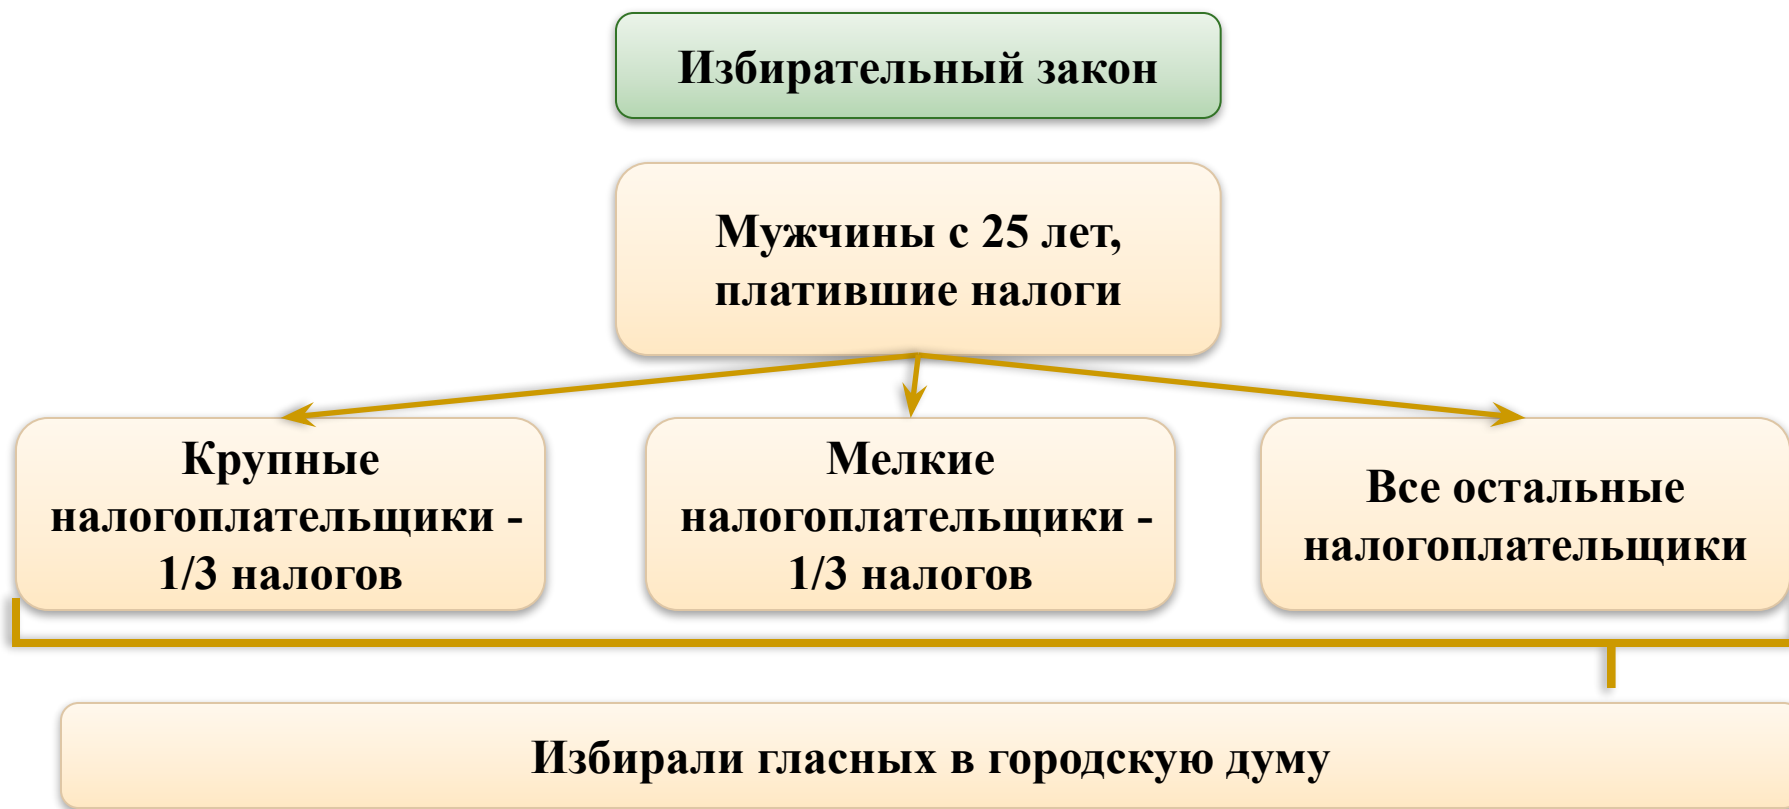 Избирательный закон
Мужчины с 25 лет,
платившие налоги
Крупные
налогоплательщики -
1/3 налогов
Мелкие
налогоплательщики -
1/3 налогов
Все остальные
налогоплательщики
Избирали гласных в городскую думу